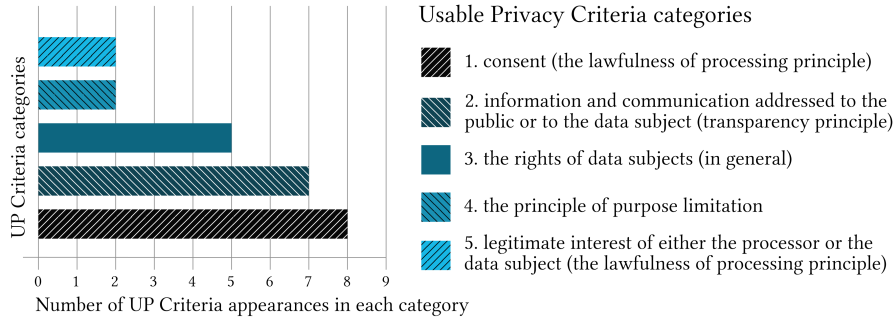 UP Criteria categories
0 1 2 3 4 5 6 7 8 9
Number of UP Criteria appearances in each category
Usable Privacy Criteria categories
1. consent (the lawfulness of processing principle)
2. information and communication addressed to the
public or to the data subject (transparency principle)
3. the rights of data subjects (in general)
4. the principle of purpose limitation
5. legitimate interest of either the processor or the
data subject (the lawfulness of processing principle)